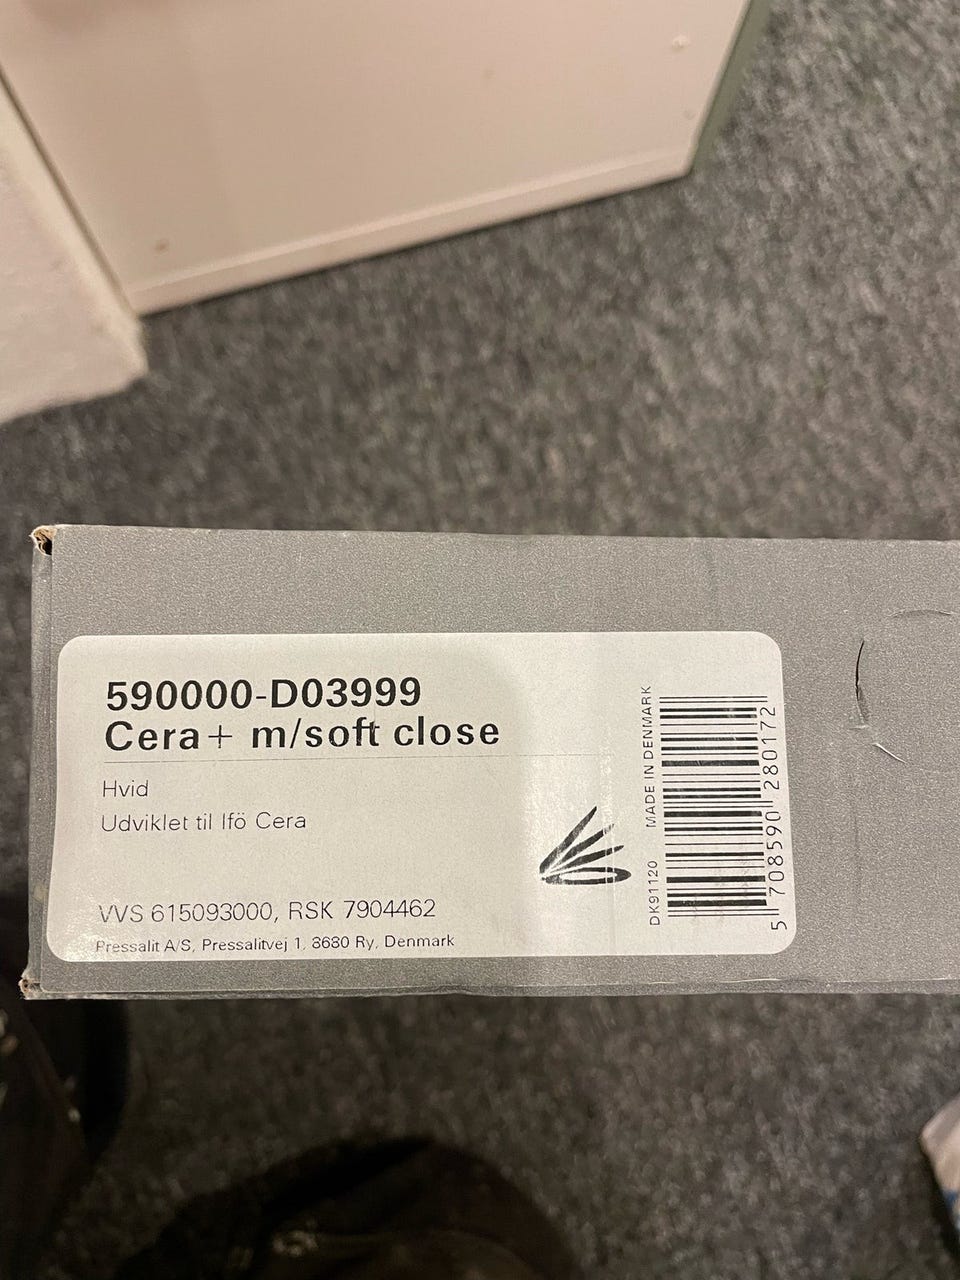 590000-D03999
Cera+ m/soft close
Hvid
Udviklet til Ifö Cera
VVS 615093000, RSK 7904462
Pressalit A/S, Pressalitvej 1, 8680 Ry, Denmark
DK91120
MADE IN DENMARK
5 708590 280172